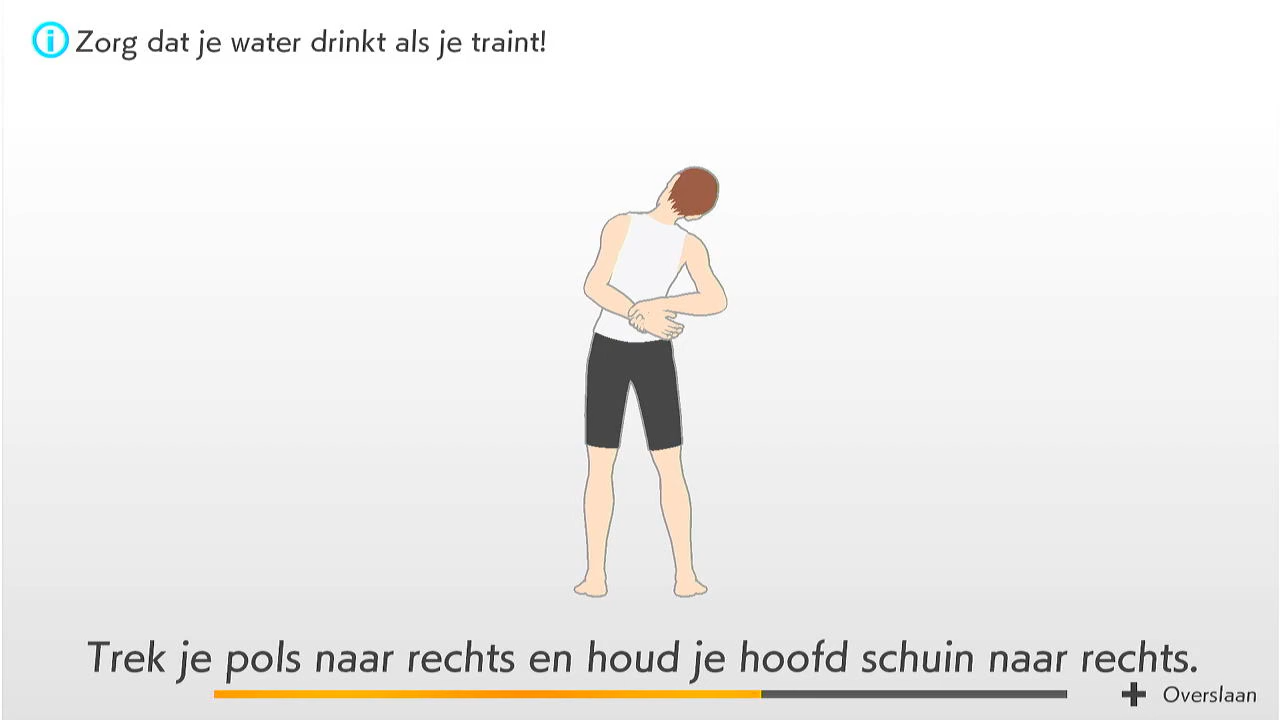 Zorg dat je water drinkt als je traint!
Trek je pols naar rechts en houd je hoofd schuin naar rechts.
Overslaan